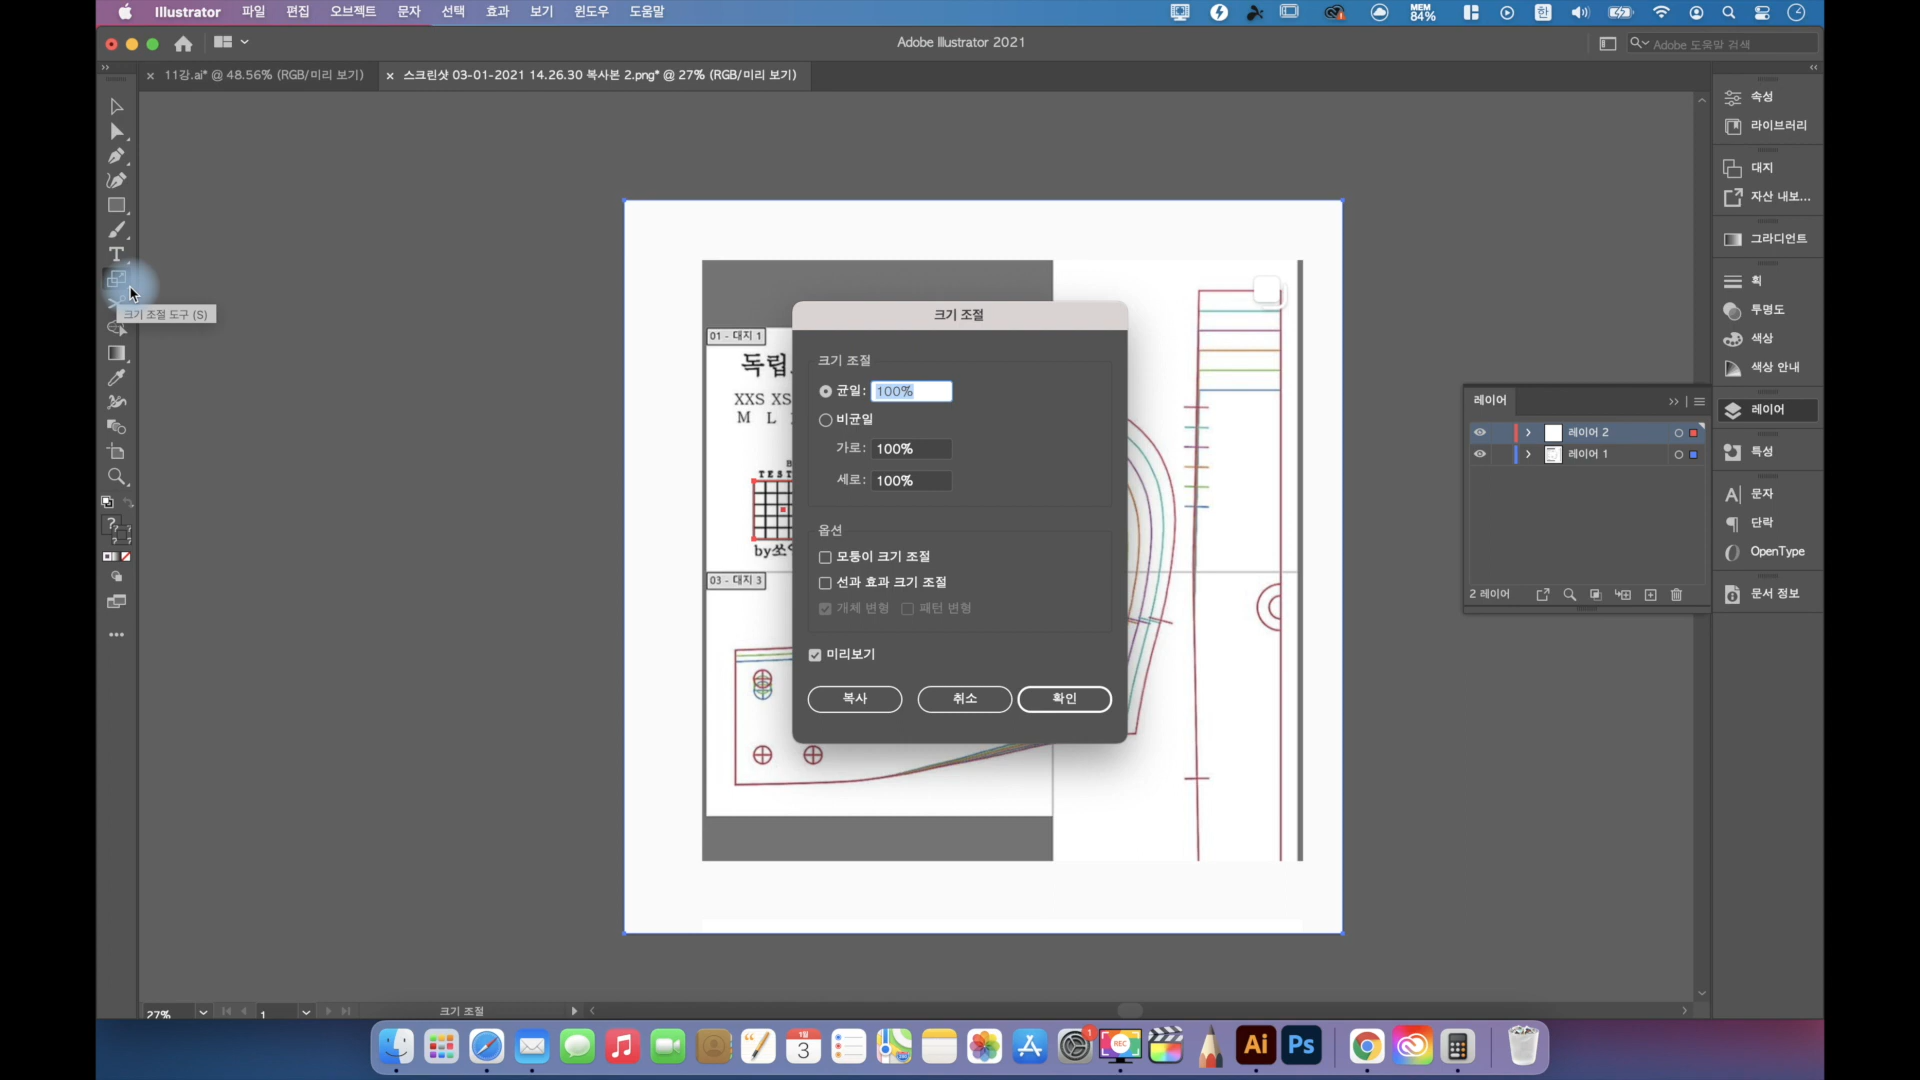 Illustrator 파일 편집 오브젝트 문자 선택 효과 보기 윈도우 도움말
MEM 84% 한
Adobe Illustrator 2021
Adobe 도움말 검색
× 11강.ai* @ 48.56% (RGB/미리 보기)
× 스크린샷 03-01-2021 14.26.30 복사본 2.png* @ 27% (RGB/미리 보기)
크기 조절 도구 (S)
01 - 대지 1
독립
XXS XS
M L
TEST
by쏘
03 - 대지 3
크기 조절
크기 조절
균일: 100%
비균일
가로: 100%
세로: 100%
옵션
모퉁이 크기 조절
선과 효과 크기 조절
개체 변형 패턴 변형
미리보기
복사 취소 확인
레이어
레이어 2
레이어 1
2 레이어
속성
라이브러리
대지
자산 내보...
그라디언트
획
투명도
색상
색상 안내
레이어
특성
문자
단락
OpenType
문서 정보
27% 1 크기 조절
1월
3
1
REC
Ai Ps